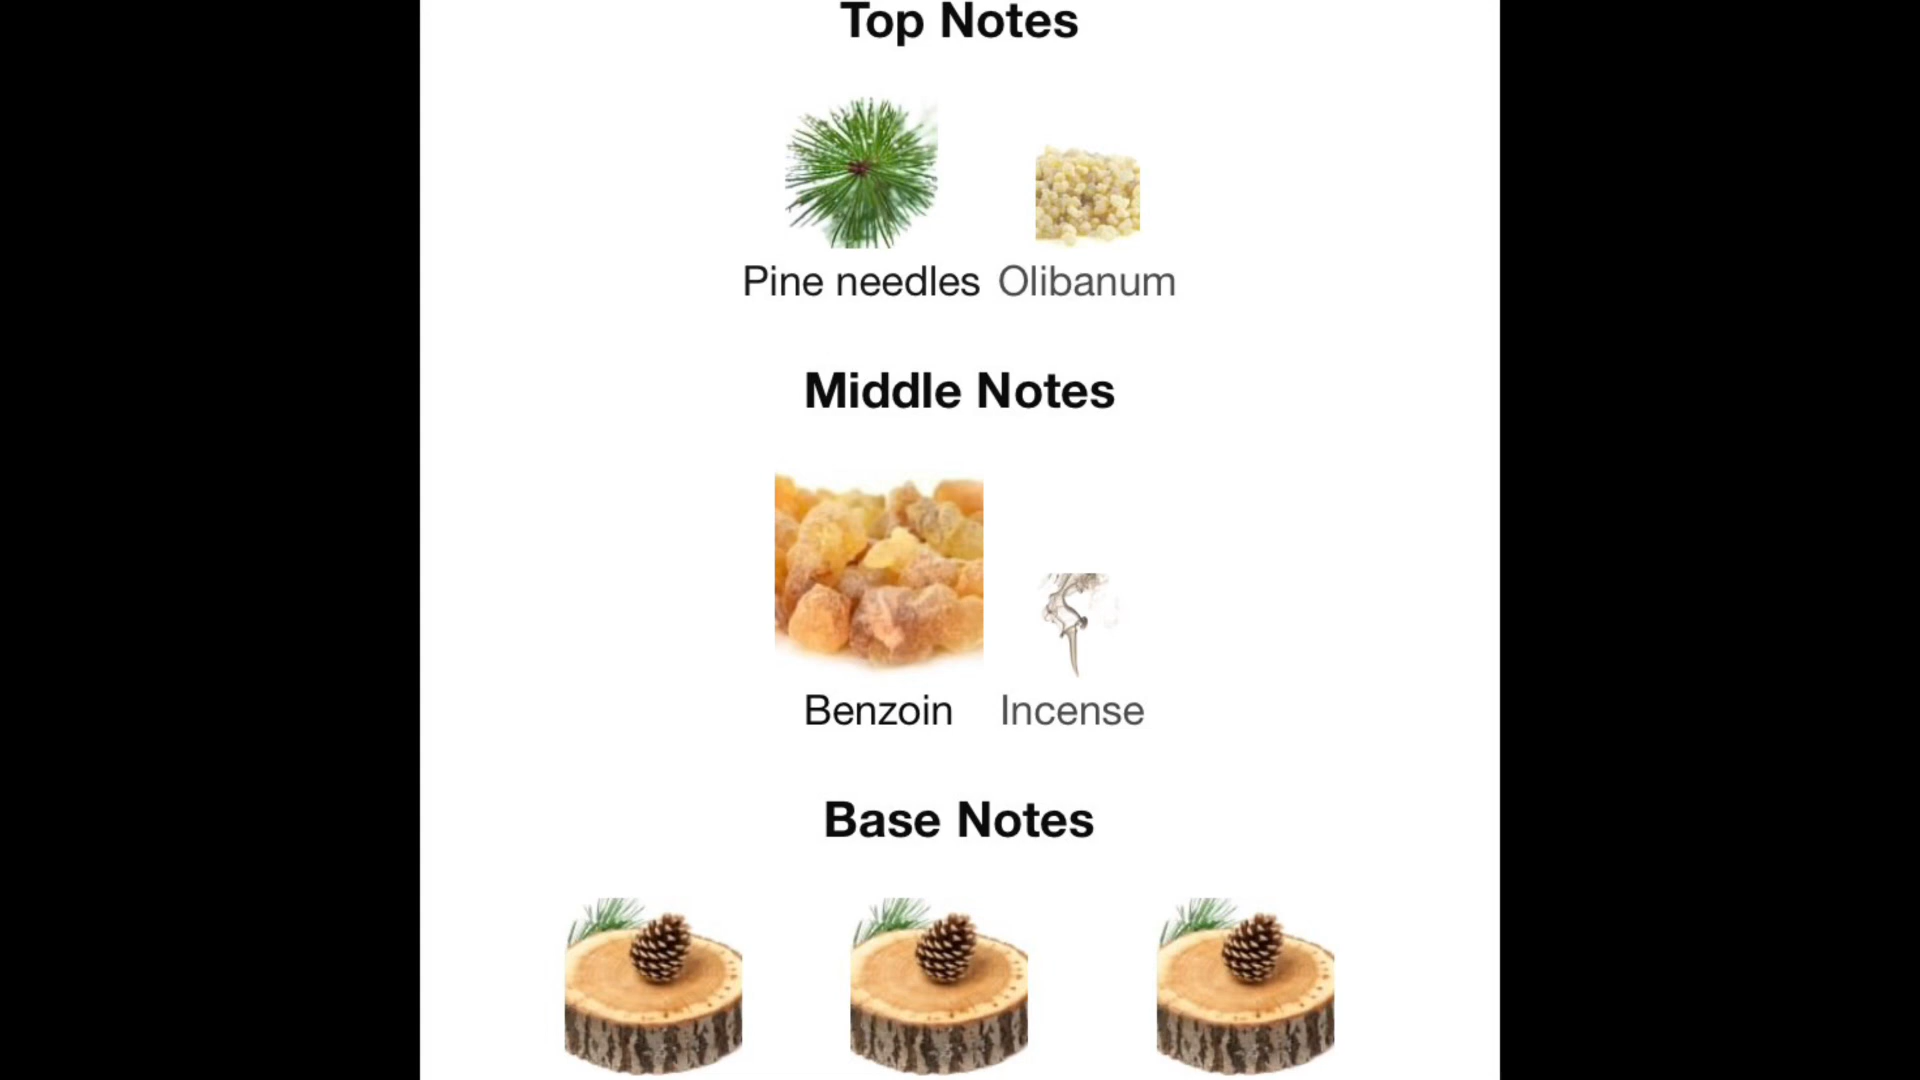 Top Notes
Pine needles Olibanum
Middle Notes
Benzoin Incense
Base Notes